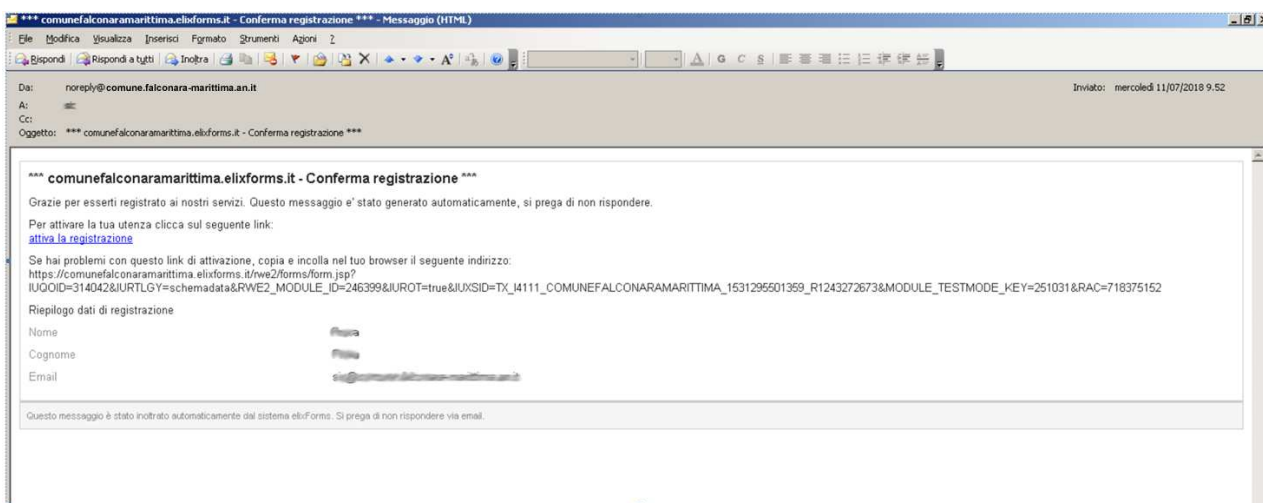 *** comunefalconaramarittima.elixforms.it - Conferma registrazione *** - Messaggio (HTML)
File Modifica Visualizza Inserisci Formato Strumenti Azioni ?
Rispondi Rispondi a tutti Inoltra A G C S
Da: noreply@comune.falconara-marittima.an.it Inviato: mercoledì 11/07/2018 9.52
A:
Cc:
Oggetto: *** comunefalconaramarittima.elixforms.it - Conferma registrazione ***
*** comunefalconaramarittima.elixforms.it - Conferma registrazione ***
Grazie per esserti registrato ai nostri servizi. Questo messaggio e' stato generato automaticamente, si prega di non rispondere.
Per attivare la tua utenza clicca sul seguente link:
attiva la registrazione
Se hai problemi con questo link di attivazione, copia e incolla nel tuo browser il seguente indirizzo:
https://comunefalconaramarittima.elixforms.it/rwe2/forms/form.jsp?
IUQOID=314042&IURTLGY=schemadata&RWE2_MODULE_ID=246399&IUROT=true&IUXSID=TX_I4111_COMUNEFALCONARAMARITTIMA_1531295501359_R1243272673&MODULE_TESTMODE_KEY=251031&RAC=718375152
Riepilogo dati di registrazione
Nome
Cognome
Email
Questo messaggio è stato inoltrato automaticamente dal sistema elixForms. Si prega di non rispondere via email.